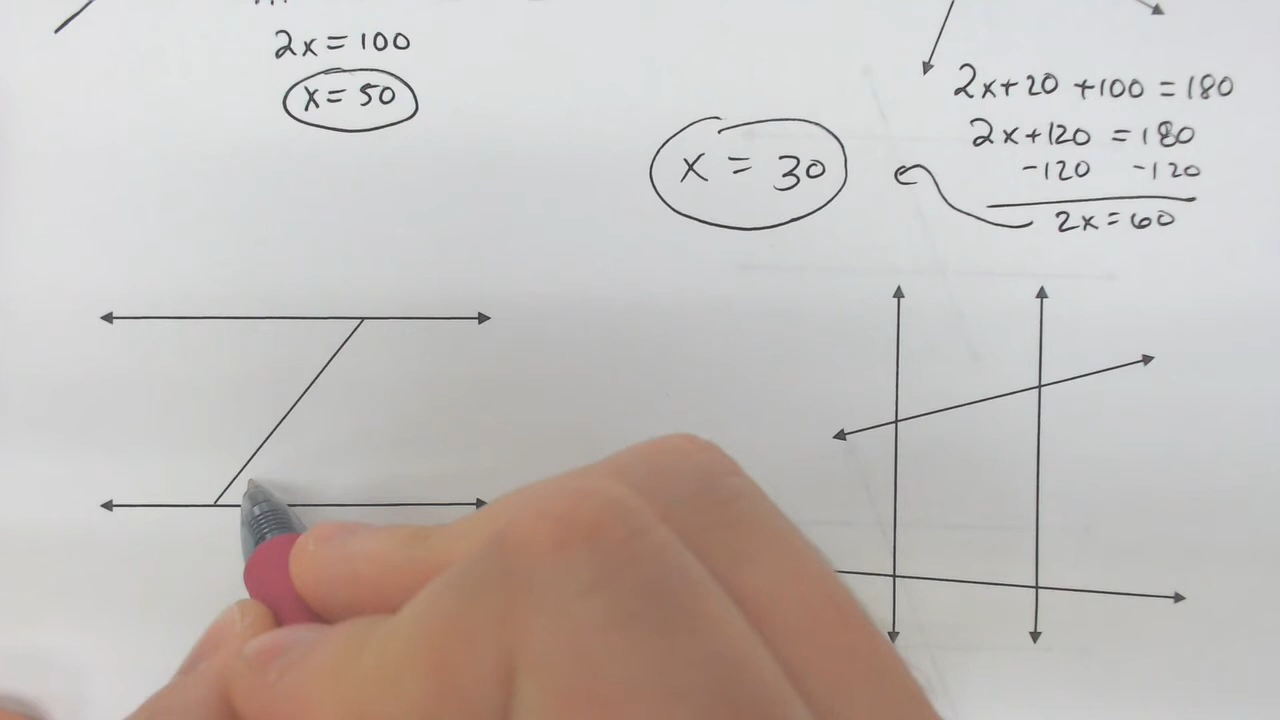 2x = 100
x = 50
2x+20 +100 = 180
2x+120 = 180
-120 -120
2x = 60
x = 30